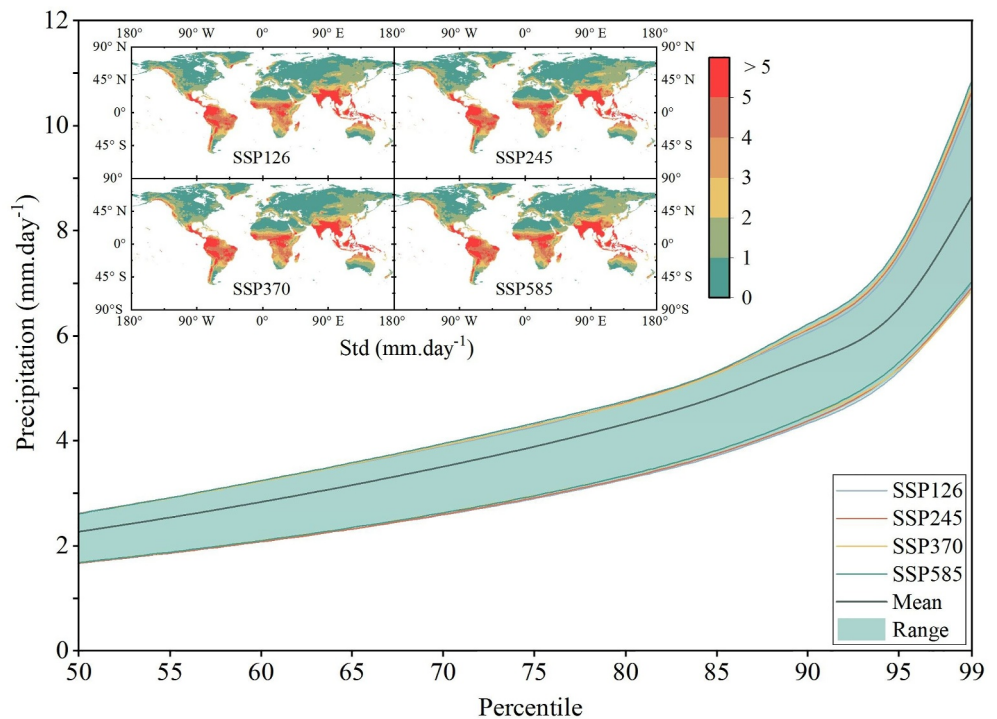 12
10
8
6
4
2
0
Precipitation (mm.day⁻¹)
180° 90° W 0° 90° E 180° 90° W 0° 90° E 180°
90° N 90° N
45° N 45° N
0° 0°
45° S 45° S
SSP126 SSP245
90° 90°
45° N 45° N
0° 0°
45° S 45° S
SSP370 SSP585
90°S 90°S
180° 90° W 0° 90° E 180° 90° W 0° 90° E 180°
Std (mm.day⁻¹)
> 5
5
4
3
2
1
0
SSP126
SSP245
SSP370
SSP585
Mean
Range
50 55 60 65 70 75 80 85 90 95 99
Percentile